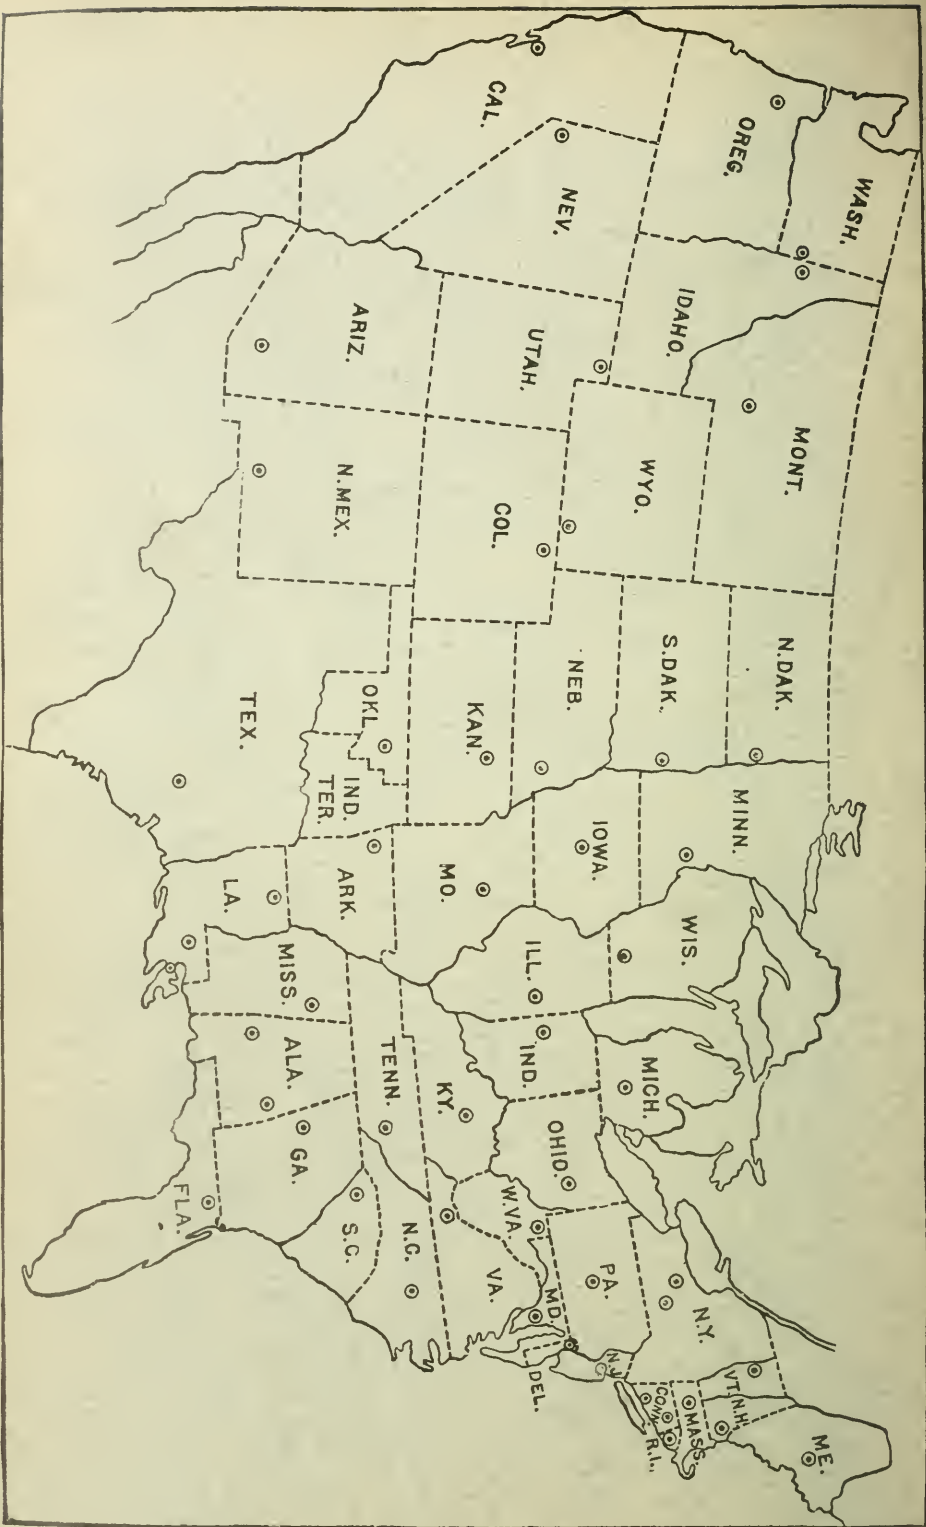 WASH.
OREG.
CAL.
NEV.
IDAHO.
MONT.
WYO.
UTAH.
ARIZ.
COL.
N.MEX.
N.DAK.
S.DAK.
NEB.
KAN.
OKL.
IND.
TER.
TEX.
MINN.
IOWA.
MO.
ARK.
LA.
WIS.
ILL.
MISS.
MICH.
IND.
OHIO.
KY.
TENN.
ALA.
GA.
FLA.
S.C.
N.C.
VA.
W.VA.
PA.
MD.
DEL.
N.J.
N.Y.
VT.
N.H.
MASS.
CONN.
R.I.
ME.